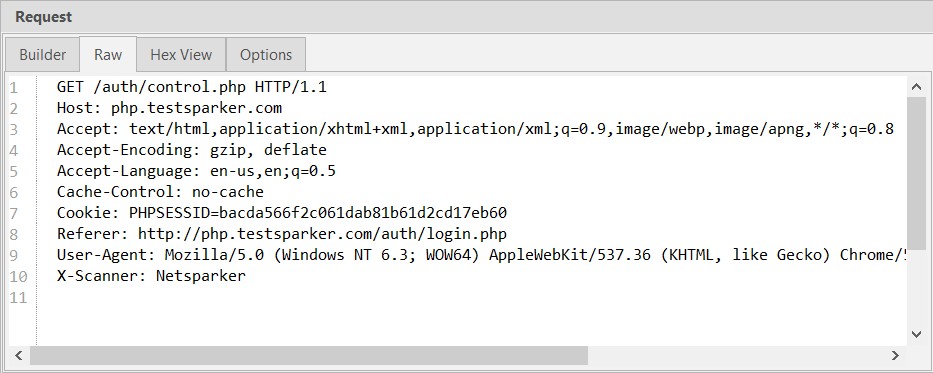 Request
Builder Raw Hex View Options
1 GET /auth/control.php HTTP/1.1
2 Host: php.testsparker.com
3 Accept: text/html,application/xhtml+xml,application/xml;q=0.9,image/webp,image/apng,*/*;q=0.8
4 Accept-Encoding: gzip, deflate
5 Accept-Language: en-us,en;q=0.5
6 Cache-Control: no-cache
7 Cookie: PHPSESSID=bacda566f2c061dab81b61d2cd17eb60
8 Referer: http://php.testsparker.com/auth/login.php
9 User-Agent: Mozilla/5.0 (Windows NT 6.3; WOW64) AppleWebKit/537.36 (KHTML, like Gecko) Chrome/
10 X-Scanner: Netsparker
11